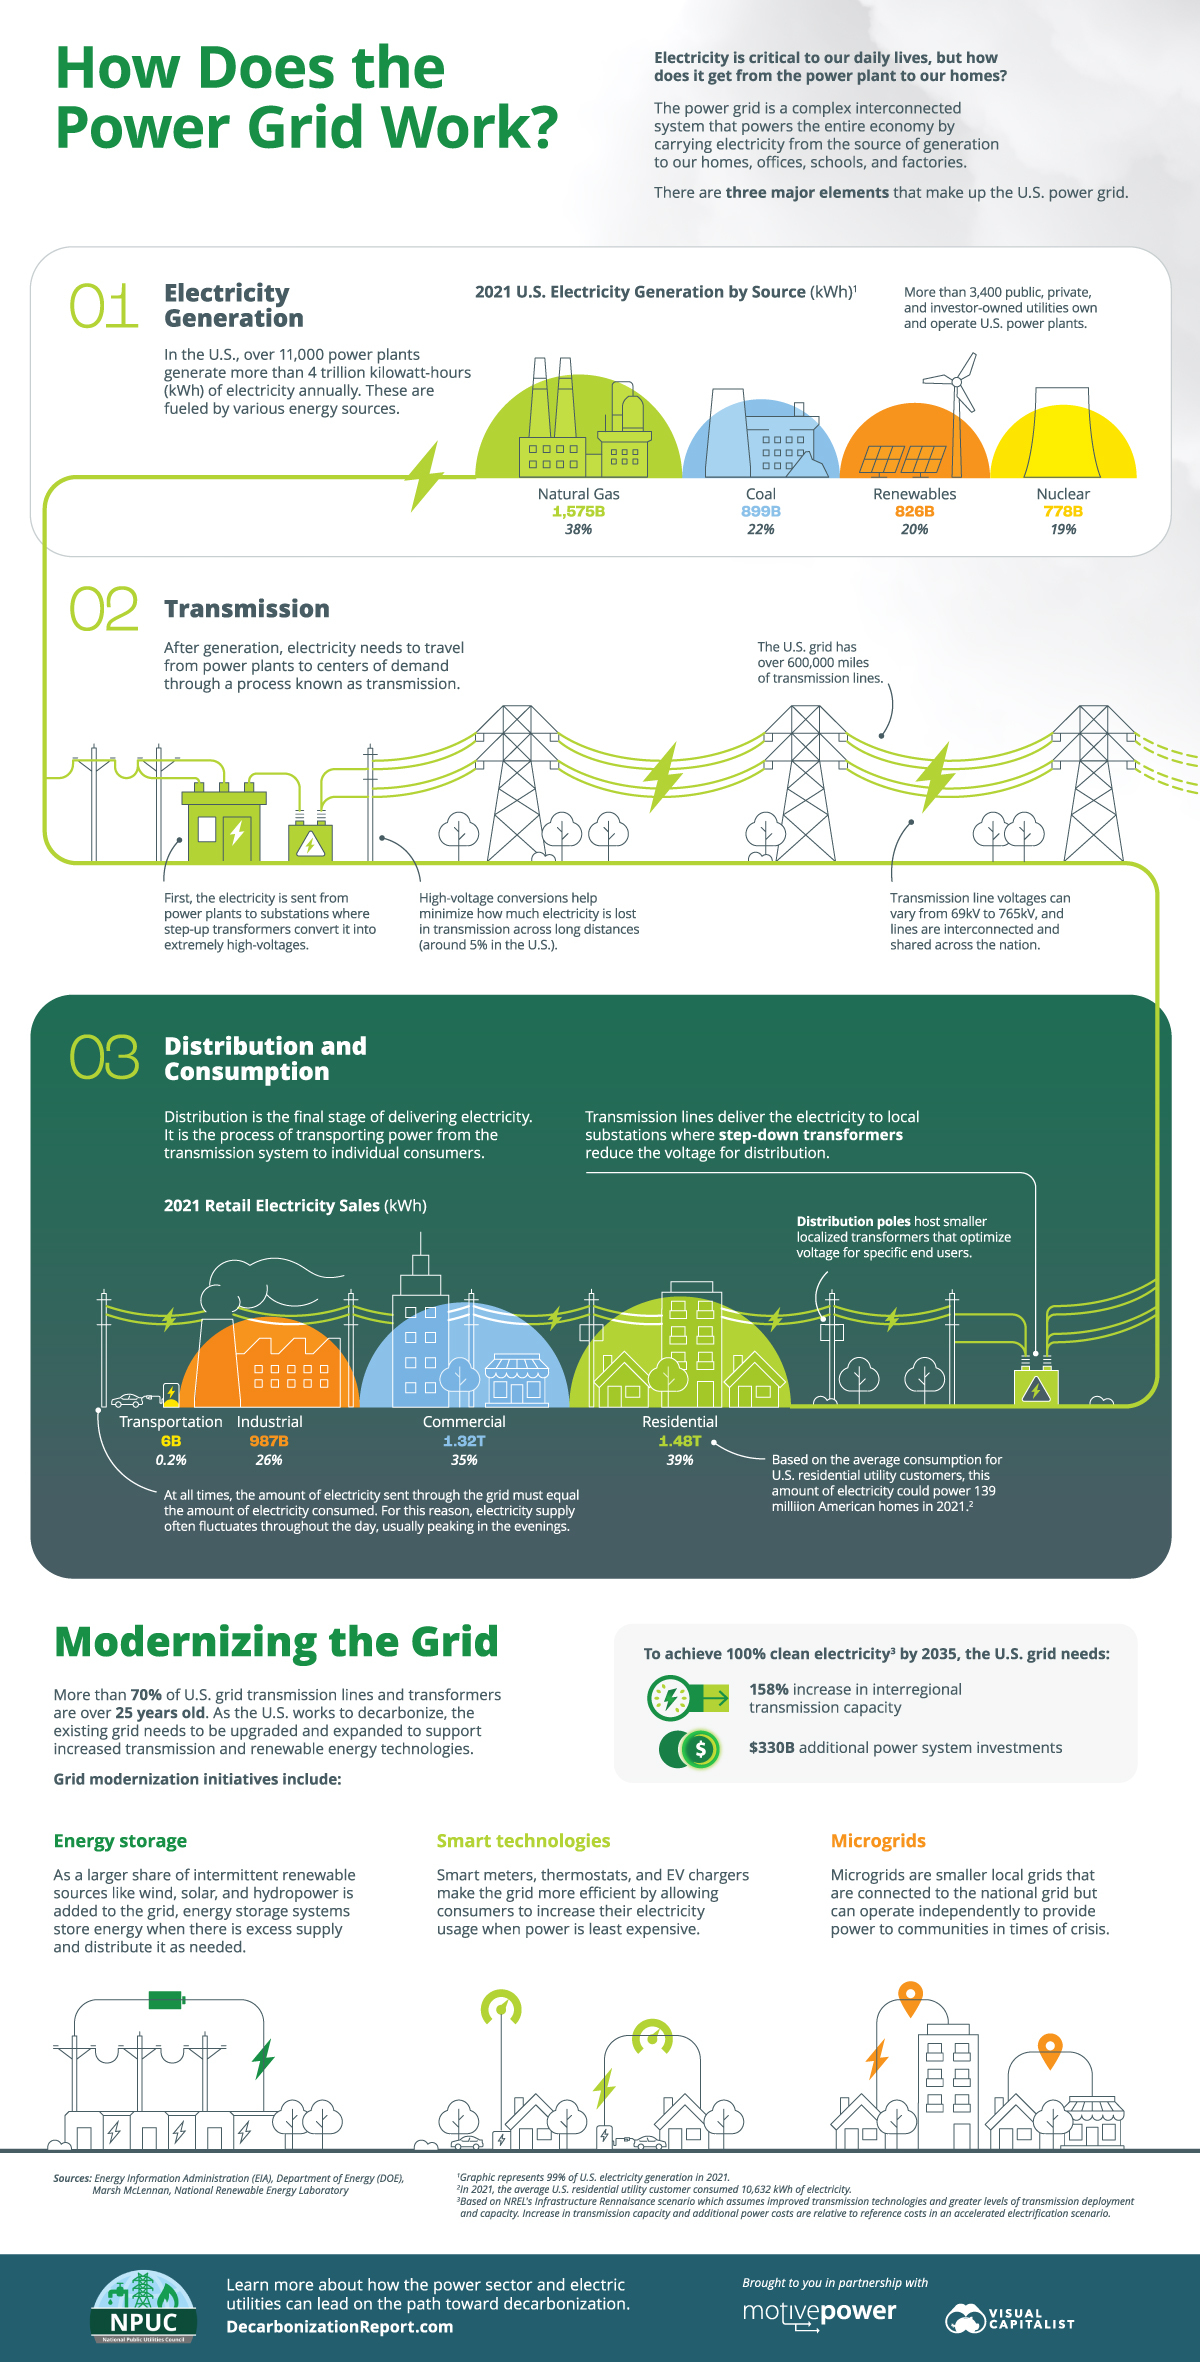 How Does the
Power Grid Work?
Electricity is critical to our daily lives, but how
does it get from the power plant to our homes?
The power grid is a complex interconnected
system that powers the entire economy by
carrying electricity from the source of generation
to our homes, offices, schools, and factories.
There are three major elements that make up the U.S. power grid.
01
Electricity
Generation
In the U.S., over 11,000 power plants
generate more than 4 trillion kilowatt-hours
(kWh) of electricity annually. These are
fueled by various energy sources.
2021 U.S. Electricity Generation by Source (kWh)¹
More than 3,400 public, private,
and investor-owned utilities own
and operate U.S. power plants.
Natural Gas
1,575B
38%
Coal
899B
22%
Renewables
826B
20%
Nuclear
778B
19%
02
Transmission
After generation, electricity needs to travel
from power plants to centers of demand
through a process known as transmission.
The U.S. grid has
over 600,000 miles
of transmission lines.
First, the electricity is sent from
power plants to substations where
step-up transformers convert it into
extremely high-voltages.
High-voltage conversions help
minimize how much electricity is lost
in transmission across long distances
(around 5% in the U.S.).
Transmission line voltages can
vary from 69kV to 765kV, and
lines are interconnected and
shared across the nation.
03
Distribution and
Consumption
Distribution is the final stage of delivering electricity.
It is the process of transporting power from the
transmission system to individual consumers.
Transmission lines deliver the electricity to local
substations where step-down transformers
reduce the voltage for distribution.
2021 Retail Electricity Sales (kWh)
Distribution poles host smaller
localized transformers that optimize
voltage for specific end users.
Transportation
6B
0.2%
Industrial
987B
26%
Commercial
1.32T
35%
Residential
1.48T
39%
At all times, the amount of electricity sent through the grid must equal
the amount of electricity consumed. For this reason, electricity supply
often fluctuates throughout the day, usually peaking in the evenings.
Based on the average consumption for
U.S. residential utility customers, this
amount of electricity could power 139
milliion American homes in 2021.²
Modernizing the Grid
More than 70% of U.S. grid transmission lines and transformers
are over 25 years old. As the U.S. works to decarbonize, the
existing grid needs to be upgraded and expanded to support
increased transmission and renewable energy technologies.
Grid modernization initiatives include:
To achieve 100% clean electricity³ by 2035, the U.S. grid needs:
158% increase in interregional
transmission capacity
$
$330B additional power system investments
Energy storage
As a larger share of intermittent renewable
sources like wind, solar, and hydropower is
added to the grid, energy storage systems
store energy when there is excess supply
and distribute it as needed.
Smart technologies
Smart meters, thermostats, and EV chargers
make the grid more efficient by allowing
consumers to increase their electricity
usage when power is least expensive.
Microgrids
Microgrids are smaller local grids that
are connected to the national grid but
can operate independently to provide
power to communities in times of crisis.
Sources: Energy Information Administration (EIA), Department of Energy (DOE),
Marsh McLennan, National Renewable Energy Laboratory
¹Graphic represents 99% of U.S. electricity generation in 2021.
²In 2021, the average U.S. residential utility customer consumed 10,632 kWh of electricity.
³Based on NREL's Infrastructure Rennaisance scenario which assumes improved transmission technologies and greater levels of transmission deployment
and capacity. Increase in transmission capacity and additional power costs are relative to reference costs in an accelerated electrification scenario.
NPUC
National Public Utilities Council
Learn more about how the power sector and electric
utilities can lead on the path toward decarbonization.
DecarbonizationReport.com
Brought to you in partnership with
motivepower
VISUAL
CAPITALIST